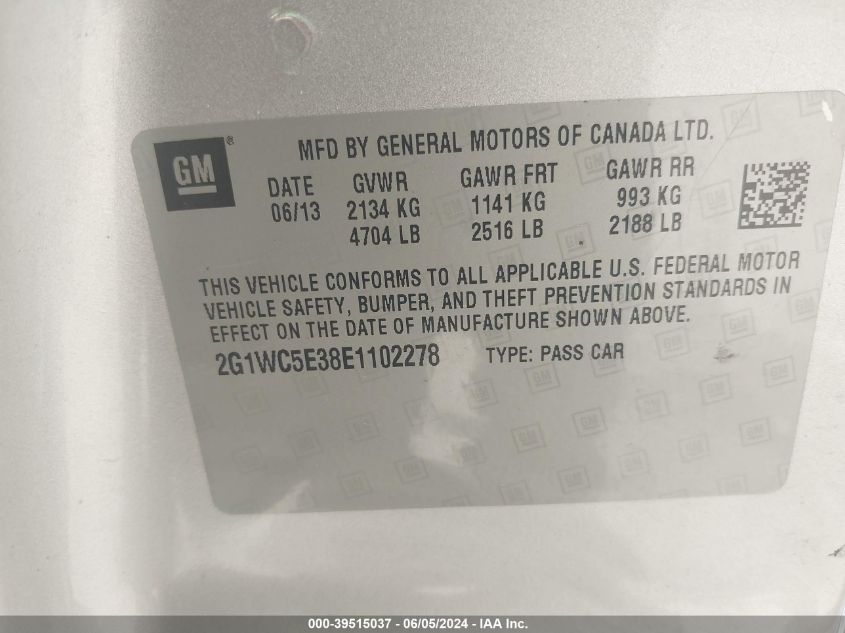 GM ®
MFD BY GENERAL MOTORS OF CANADA LTD.
DATE GVWR GAWR FRT GAWR RR
06/13 2134 KG 1141 KG 993 KG
4704 LB 2516 LB 2188 LB
THIS VEHICLE CONFORMS TO ALL APPLICABLE U.S. FEDERAL MOTOR
VEHICLE SAFETY, BUMPER, AND THEFT PREVENTION STANDARDS IN
EFFECT ON THE DATE OF MANUFACTURE SHOWN ABOVE.
2G1WC5E38E1102278 TYPE: PASS CAR
000-39515037 - 06/05/2024 - IAA Inc.